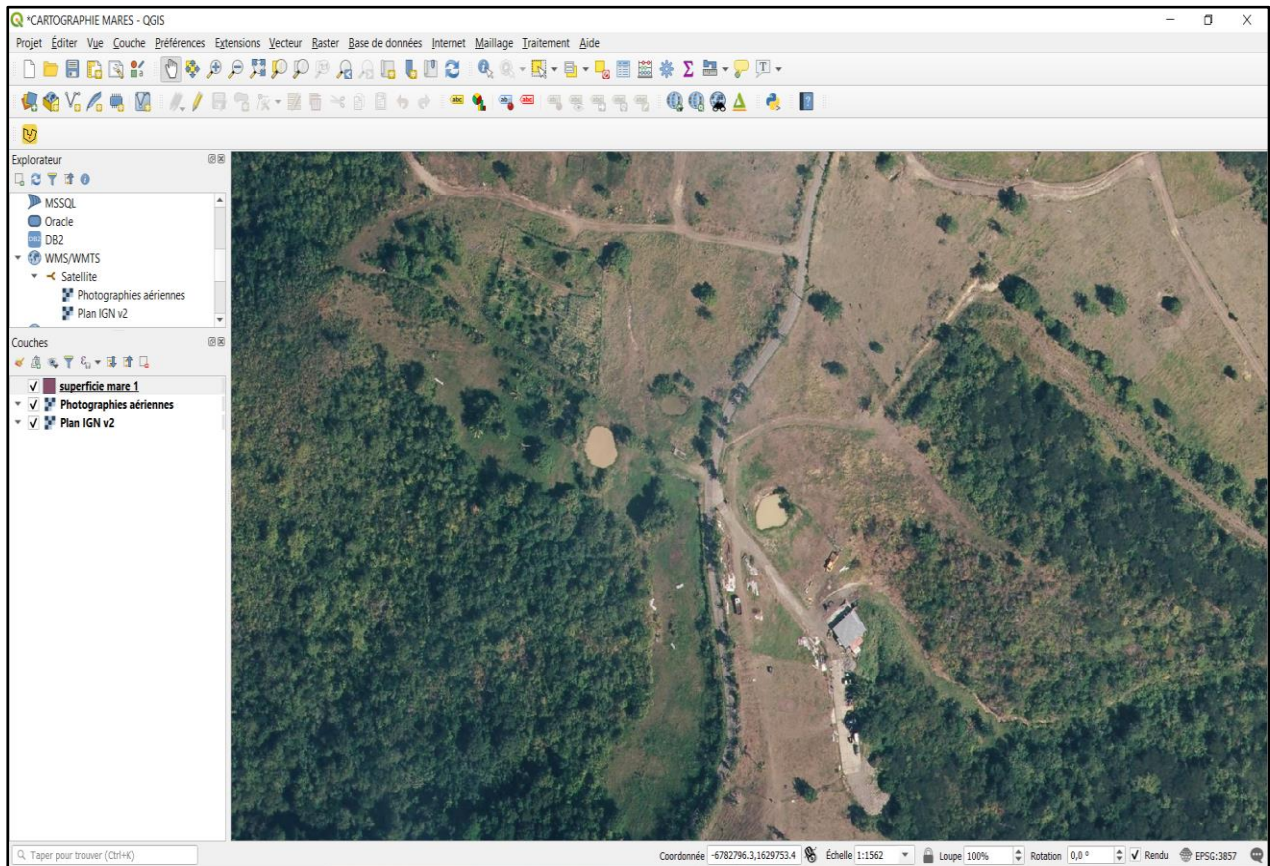 *CARTOGRAPHIE MARES - QGIS
Projet Éditer Vue Couche Préférences Extensions Vecteur Raster Base de données Internet Maillage Traitement Aide
Explorateur
MSSQL
Oracle
DB2 DB2
WMS/WMTS
Satellite
Photographies aériennes
Plan IGN v2
Couches
superficie mare 1
Photographies aériennes
Plan IGN v2
Taper pour trouver (Ctrl+K)
Coordonnée -6782796.3,1629753.4 Échelle 1:1562 Loupe 100% Rotation 0,0 ° Rendu EPSG:3857